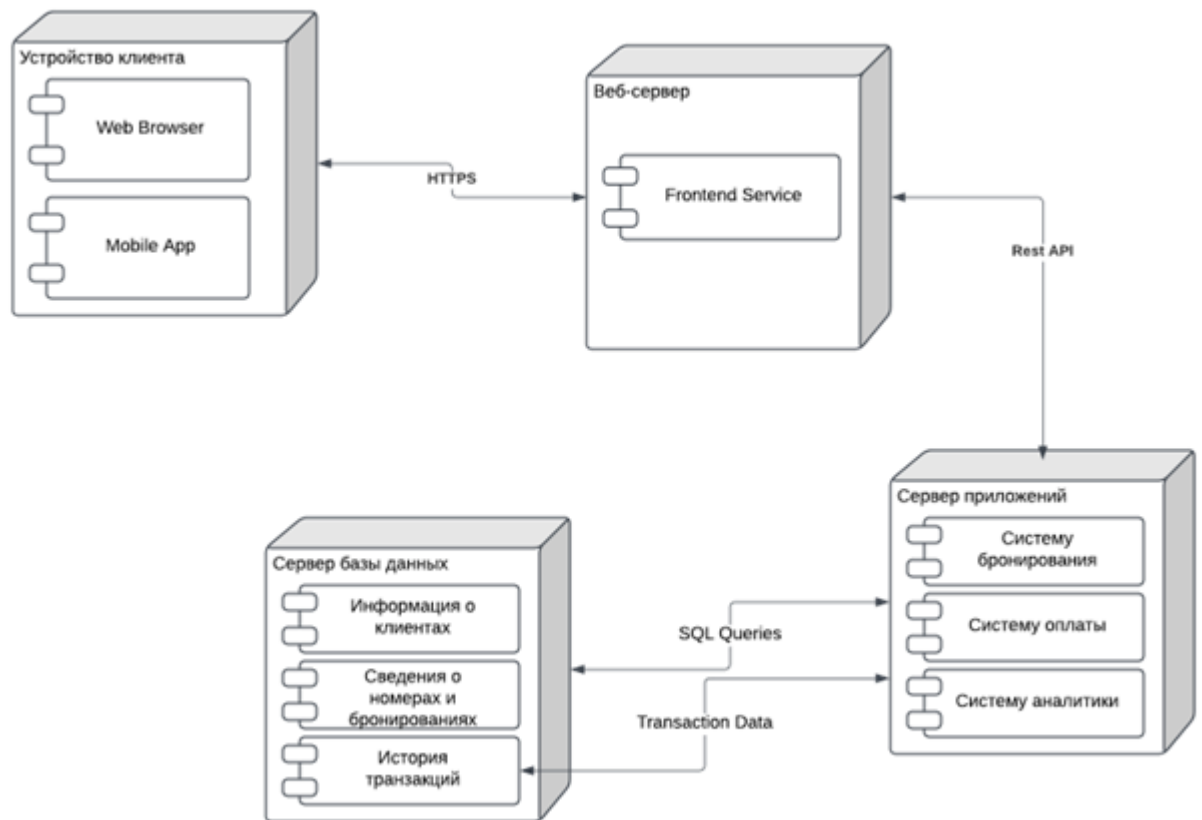 Устройство клиента
Web Browser
Mobile App
HTTPS
Веб-сервер
Frontend Service
Rest API
Сервер приложений
Систему
бронирования
Систему оплаты
Систему аналитики
SQL Queries
Transaction Data
Сервер базы данных
Информация о
клиентах
Сведения о
номерах и
бронированиях
История
транзакций